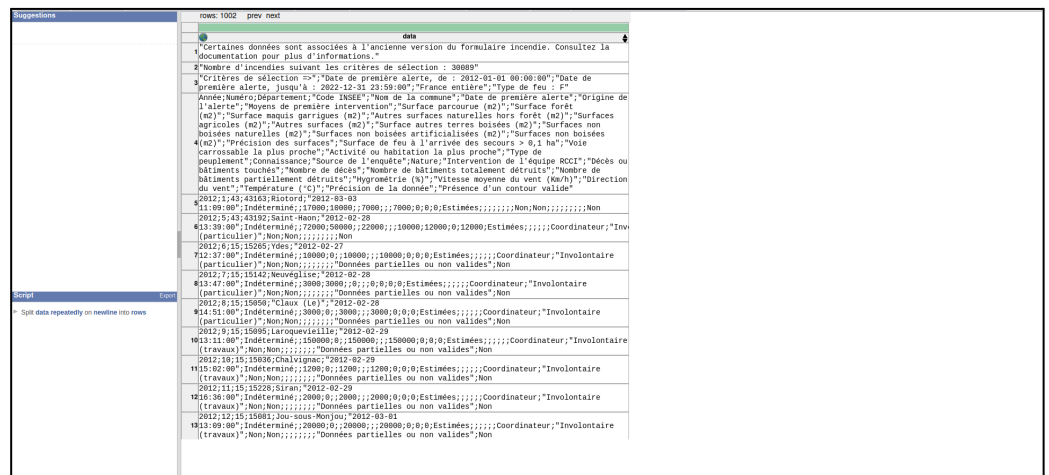 Suggestions
rows: 1002 prev next
data
1 "Certaines données sont associées à l'ancienne version du formulaire incendie. Consultez la
documentation pour plus d'informations."
2 "Nombre d'incendies suivant les critères de sélection : 30089"
3 "Critères de sélection =>";"Date de première alerte, de : 2012-01-01 00:00:00";"Date de
première alerte, jusqu'à : 2022-12-31 23:59:00";"France entière";"Type de feu : F"
Année;Numéro;Département;"Code INSEE";"Nom de la commune";"Date de première alerte";"Origine de
l'alerte";"Moyens de première intervention";"Surface parcourue (m2)";"Surface forêt
(m2)";"Surface maquis garrigues (m2)";"Autres surfaces naturelles hors forêt (m2)";"Surfaces
agricoles (m2)";"Autres surfaces (m2)";"Surface autres terres boisées (m2)";"Surfaces non
boisées naturelles (m2)";"Surfaces non boisées artificialisées (m2)";"Surfaces non boisées
4 (m2)";"Précision des surfaces";"Surface de feu à l'arrivée des secours > 0,1 ha";"Voie
carrossable la plus proche";"Activité ou habitation la plus proche";"Type de
peuplement";Connaissance;"Source de l'enquête";Nature;"Intervention de l'équipe RCCI";"Décès ou
bâtiments touchés";"Nombre de décès";"Nombre de bâtiments totalement détruits";"Nombre de
bâtiments partiellement détruits";"Hygrométrie (%)";"Vitesse moyenne du vent (Km/h)";"Direction
du vent";"Température (°C)";"Précision de la donnée";"Présence d'un contour valide"
2012;1;43;43163;Riotord;"2012-03-03
5 11:09:00";Indéterminé;;17000;10000;;7000;;;7000;0;0;0;Estimées;;;;;;;Non;Non;;;;;;;;;Non
2012;5;43;43192;Saint-Haon;"2012-02-28
6 13:39:00";Indéterminé;;72000;50000;;22000;;;10000;12000;0;12000;Estimées;;;;;;Coordinateur;"Inv
(particulier)";Non;Non;;;;;;;;;Non
2012;6;15;15265;Ydes;"2012-02-27
7 12:37:00";Indéterminé;;10000;0;;10000;;;10000;0;0;0;Estimées;;;;;;Coordinateur;"Involontaire
(particulier)";Non;Non;;;;;;;;"Données partielles ou non valides";Non
2012;7;15;15142;Neuvéglise;"2012-02-28
8 13:47:00";Indéterminé;;3000;3000;;0;;;0;0;0;0;Estimées;;;;;;Coordinateur;"Involontaire
(particulier)";Non;Non;;;;;;;;"Données partielles ou non valides";Non
2012;8;15;15050;"Claux (Le)";"2012-02-28
9 14:51:00";Indéterminé;;3000;0;;3000;;;3000;0;0;0;Estimées;;;;;;Coordinateur;"Involontaire
(particulier)";Non;Non;;;;;;;;"Données partielles ou non valides";Non
2012;9;15;15095;Laroquevieille;"2012-02-29
10 13:11:00";Indéterminé;;150000;0;;150000;;;150000;0;0;0;Estimées;;;;;;Coordinateur;"Involontaire
(travaux)";Non;Non;;;;;;;;"Données partielles ou non valides";Non
2012;10;15;15036;Chalvignac;"2012-02-29
11 15:02:00";Indéterminé;;1200;0;;1200;;;1200;0;0;0;Estimées;;;;;;Coordinateur;"Involontaire
(travaux)";Non;Non;;;;;;;;"Données partielles ou non valides";Non
2012;11;15;15228;Siran;"2012-02-29
12 16:36:00";Indéterminé;;2000;0;;2000;;;2000;0;0;0;Estimées;;;;;;Coordinateur;"Involontaire
(travaux)";Non;Non;;;;;;;;"Données partielles ou non valides";Non
2012;12;15;15081;Jou-sous-Monjou;"2012-03-01
13 13:09:00";Indéterminé;;20000;0;;20000;;;20000;0;0;0;Estimées;;;;;;Coordinateur;"Involontaire
(travaux)";Non;Non;;;;;;;;"Données partielles ou non valides";Non
Script Export
Split data repeatedly on newline into rows